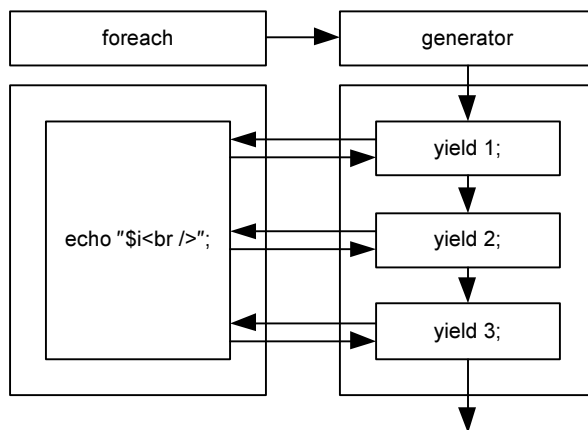 foreach
generator
yield 1;
echo "$i<br />";
yield 2;
yield 3;